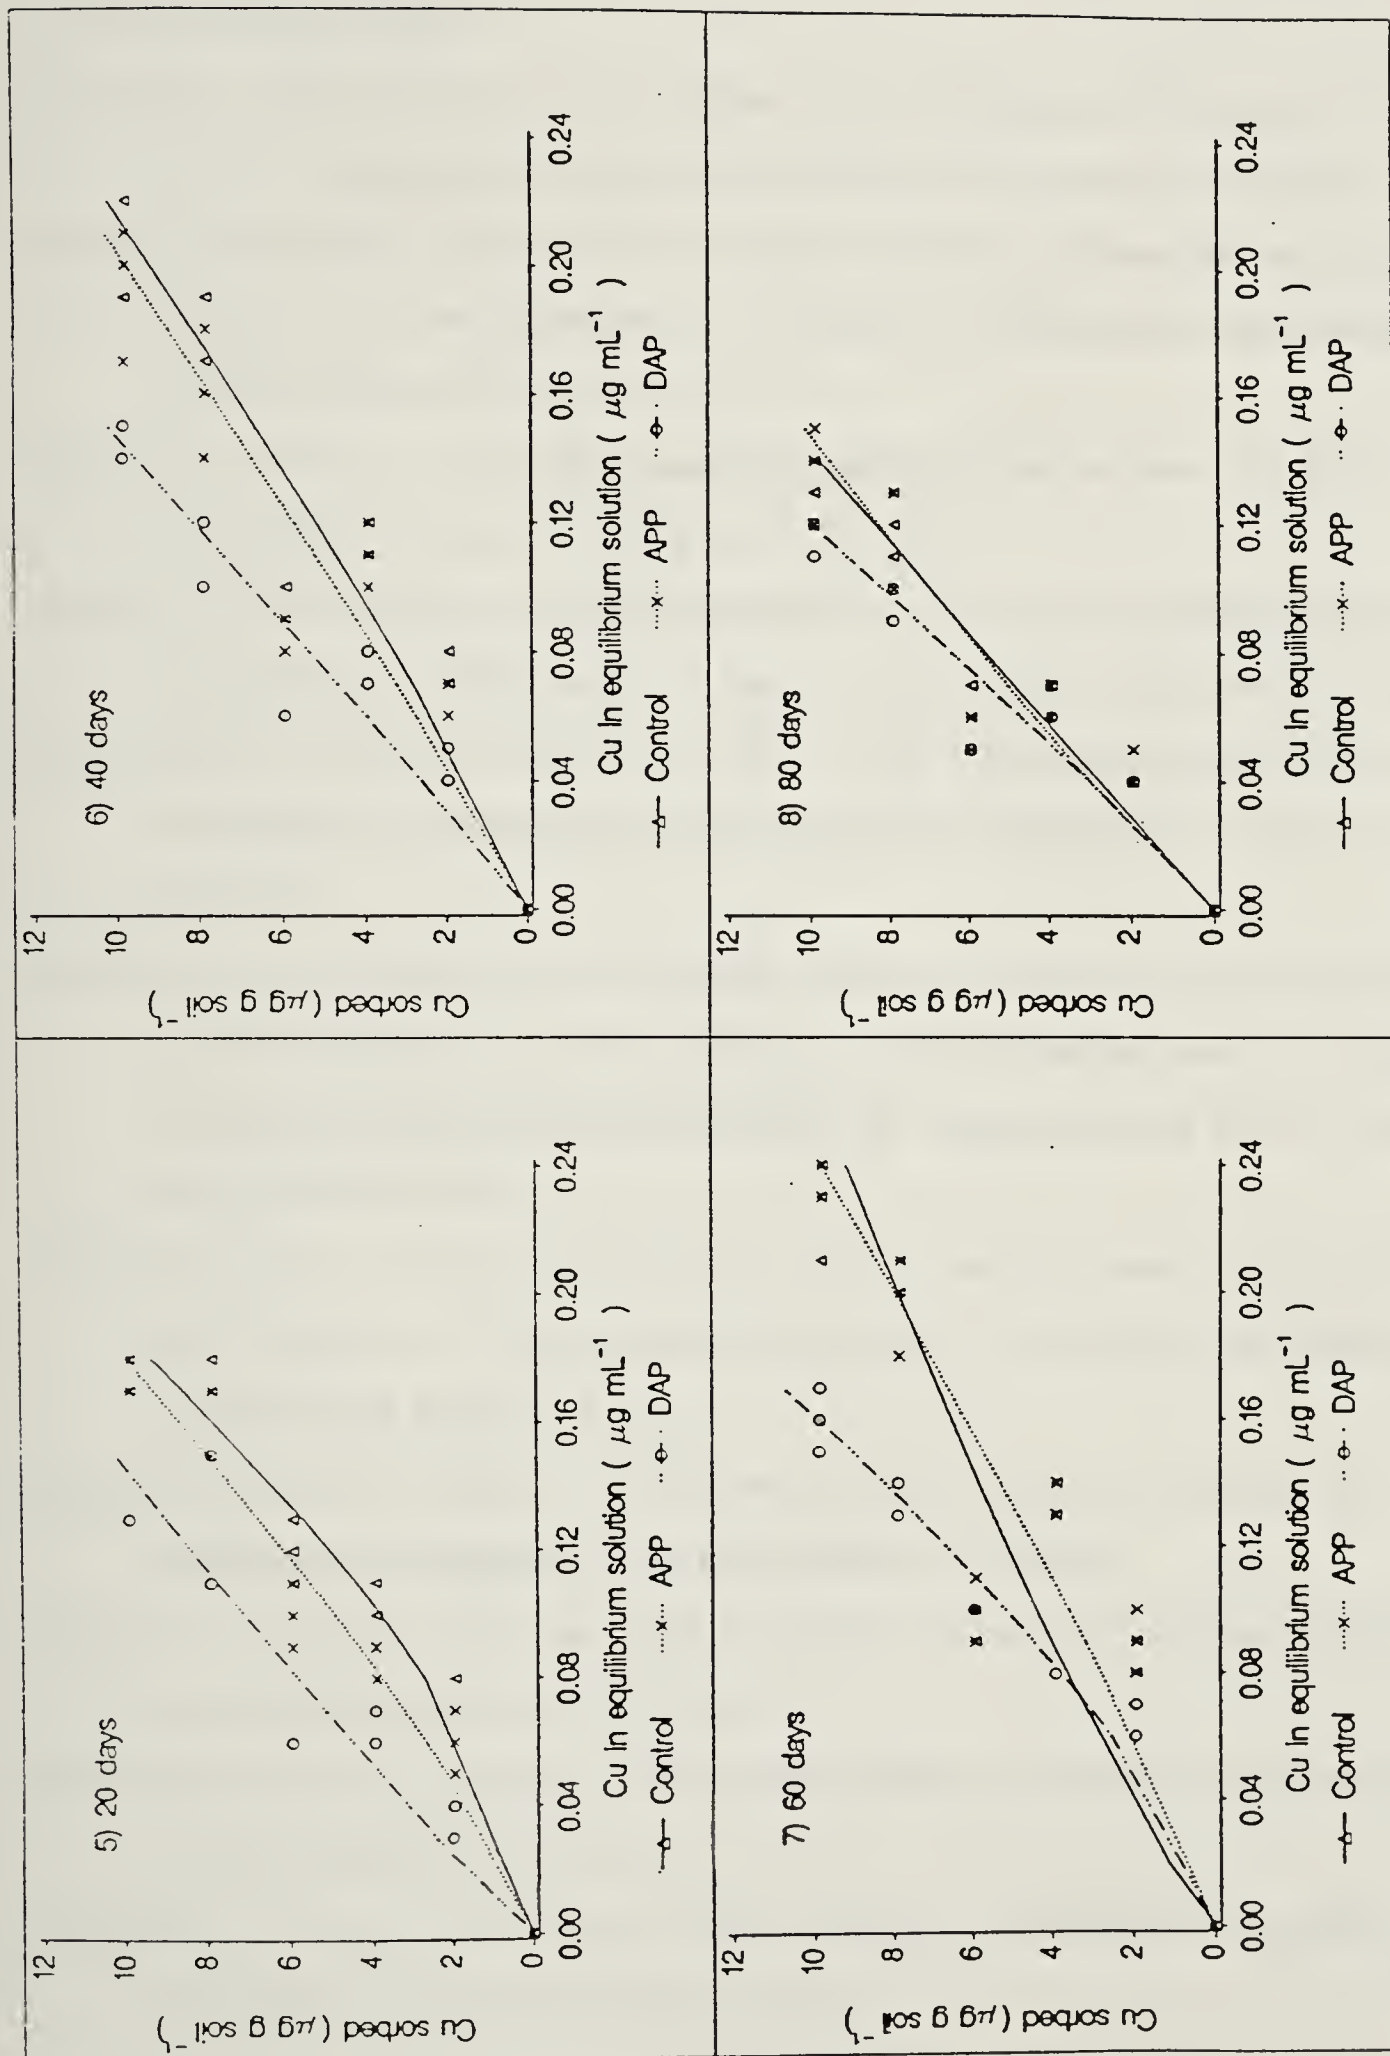 5) 20 days
Cu sorbed ( μg g soil⁻¹)
12
10
8
6
4
2
0
0.00 0.04 0.08 0.12 0.16 0.20 0.24
Cu in equilibrium solution ( μg mL⁻¹ )
Control APP DAP
6) 40 days
Cu sorbed ( μg g soil⁻¹)
12
10
8
6
4
2
0
0.00 0.04 0.08 0.12 0.16 0.20 0.24
Cu in equilibrium solution ( μg mL⁻¹ )
Control APP DAP
7) 60 days
Cu sorbed ( μg g soil⁻¹)
12
10
8
6
4
2
0
0.00 0.04 0.08 0.12 0.16 0.20 0.24
Cu in equilibrium solution ( μg mL⁻¹ )
Control APP DAP
8) 80 days
Cu sorbed ( μg g soil⁻¹)
12
10
8
6
4
2
0
0.00 0.04 0.08 0.12 0.16 0.20 0.24
Cu in equilibrium solution ( μg mL⁻¹ )
Control APP DAP